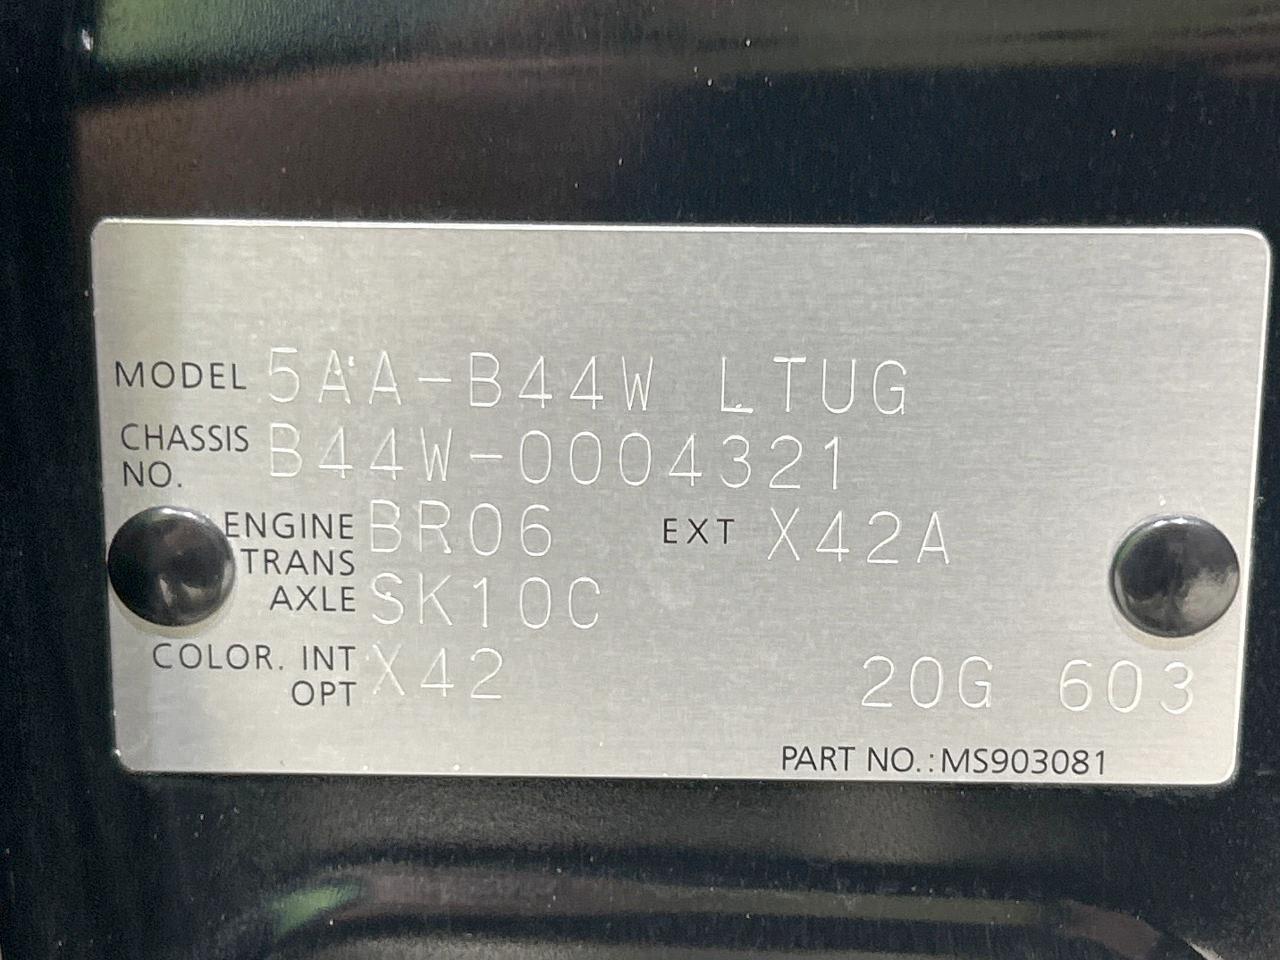 MODEL 5AA-B44W LTUG
CHASSIS NO. B44W-0004321
ENGINE BR06 EXT X42A
TRANS AXLE SK10C
COLOR. INT X42
OPT 20G 603
PART NO.:MS903081